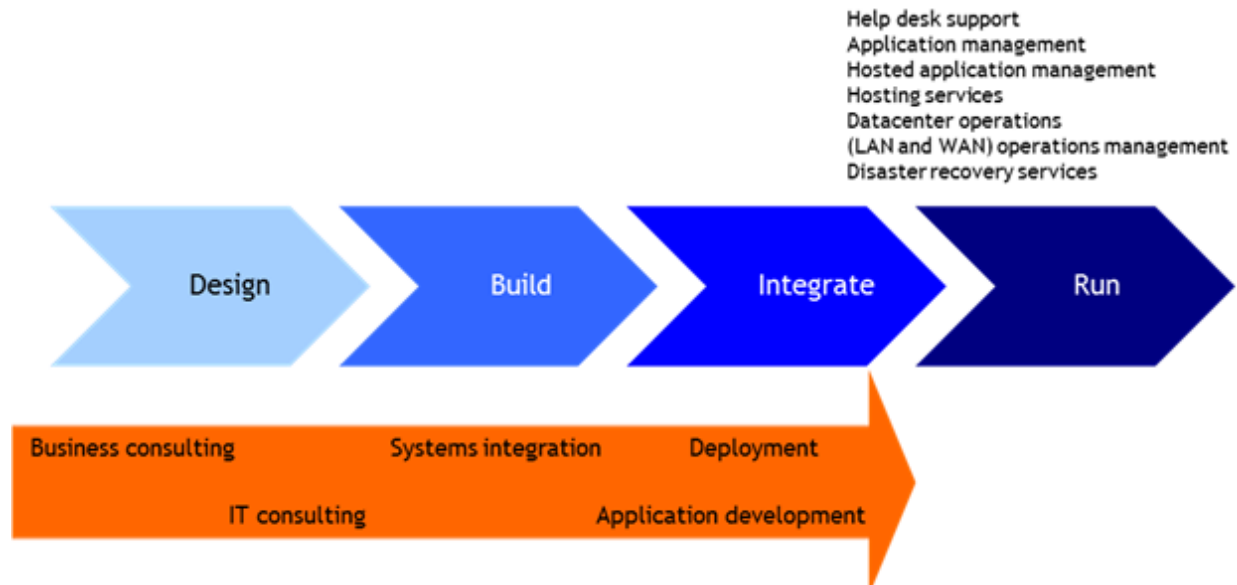 Help desk support
Application management
Hosted application management
Hosting services
Datacenter operations
(LAN and WAN) operations management
Disaster recovery services
Design
Build
Integrate
Run
Business consulting
Systems integration
Deployment
IT consulting
Application development